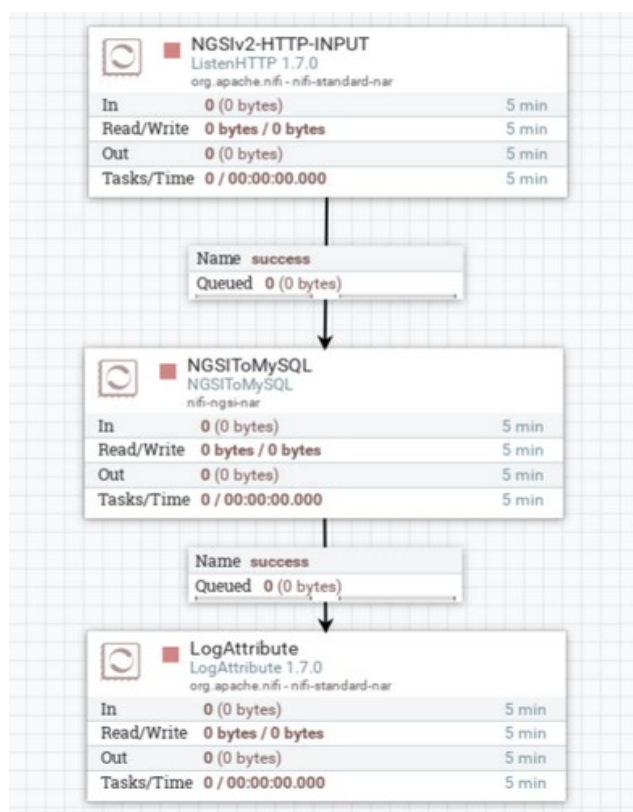 NGSIv2-HTTP-INPUT
ListenHTTP 1.7.0
org.apache.nifi - nifi-standard-nar
In 0 (0 bytes) 5 min
Read/Write 0 bytes / 0 bytes 5 min
Out 0 (0 bytes) 5 min
Tasks/Time 0 / 00:00:00.000 5 min
Name success
Queued 0 (0 bytes)
NGSIToMySQL
NGSIToMySQL
nifi-ngsi-nar
In 0 (0 bytes) 5 min
Read/Write 0 bytes / 0 bytes 5 min
Out 0 (0 bytes) 5 min
Tasks/Time 0 / 00:00:00.000 5 min
Name success
Queued 0 (0 bytes)
LogAttribute
LogAttribute 1.7.0
org.apache.nifi - nifi-standard-nar
In 0 (0 bytes) 5 min
Read/Write 0 bytes / 0 bytes 5 min
Out 0 (0 bytes) 5 min
Tasks/Time 0 / 00:00:00.000 5 min